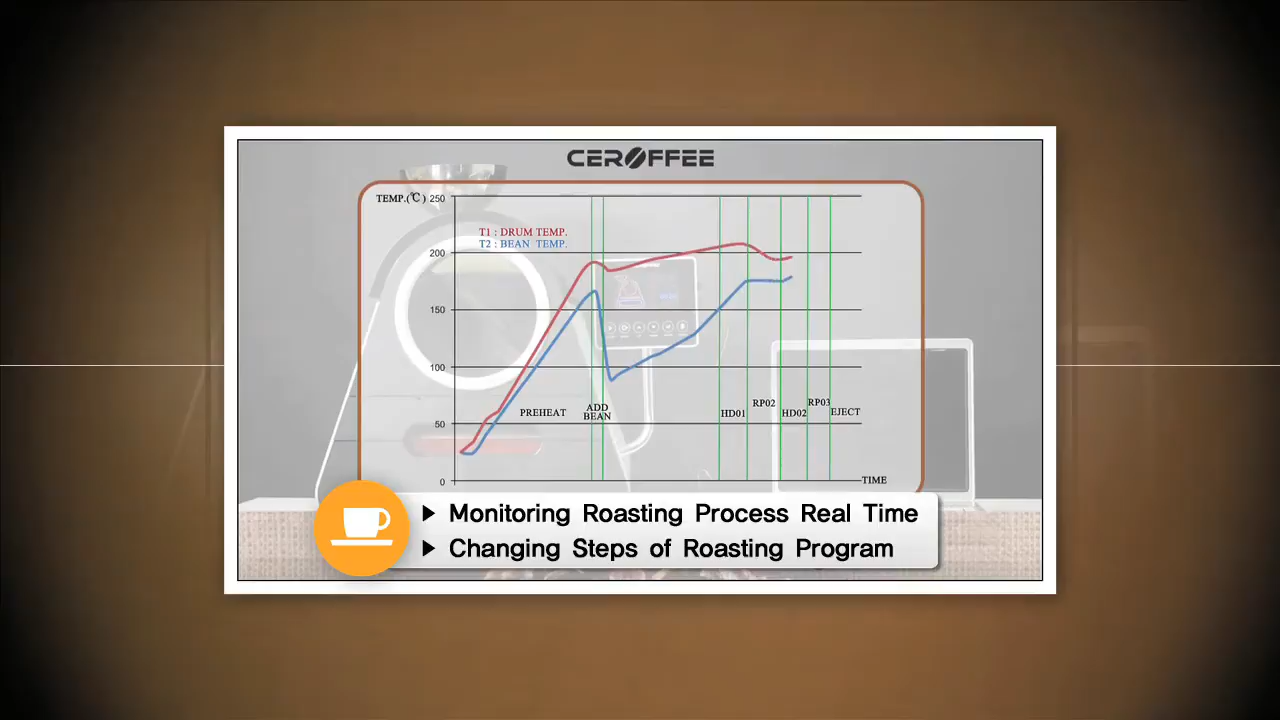 CEROFFEE
TEMP.(℃) 250
T1 : DRUM TEMP.
T2 : BEAN TEMP.
200
150
100
PREHEAT
ADD
BEAN
HD01
RP02
HD02
RP03
EJECT
50
0
TIME
▶ Monitoring Roasting Process Real Time
▶ Changing Steps of Roasting Program